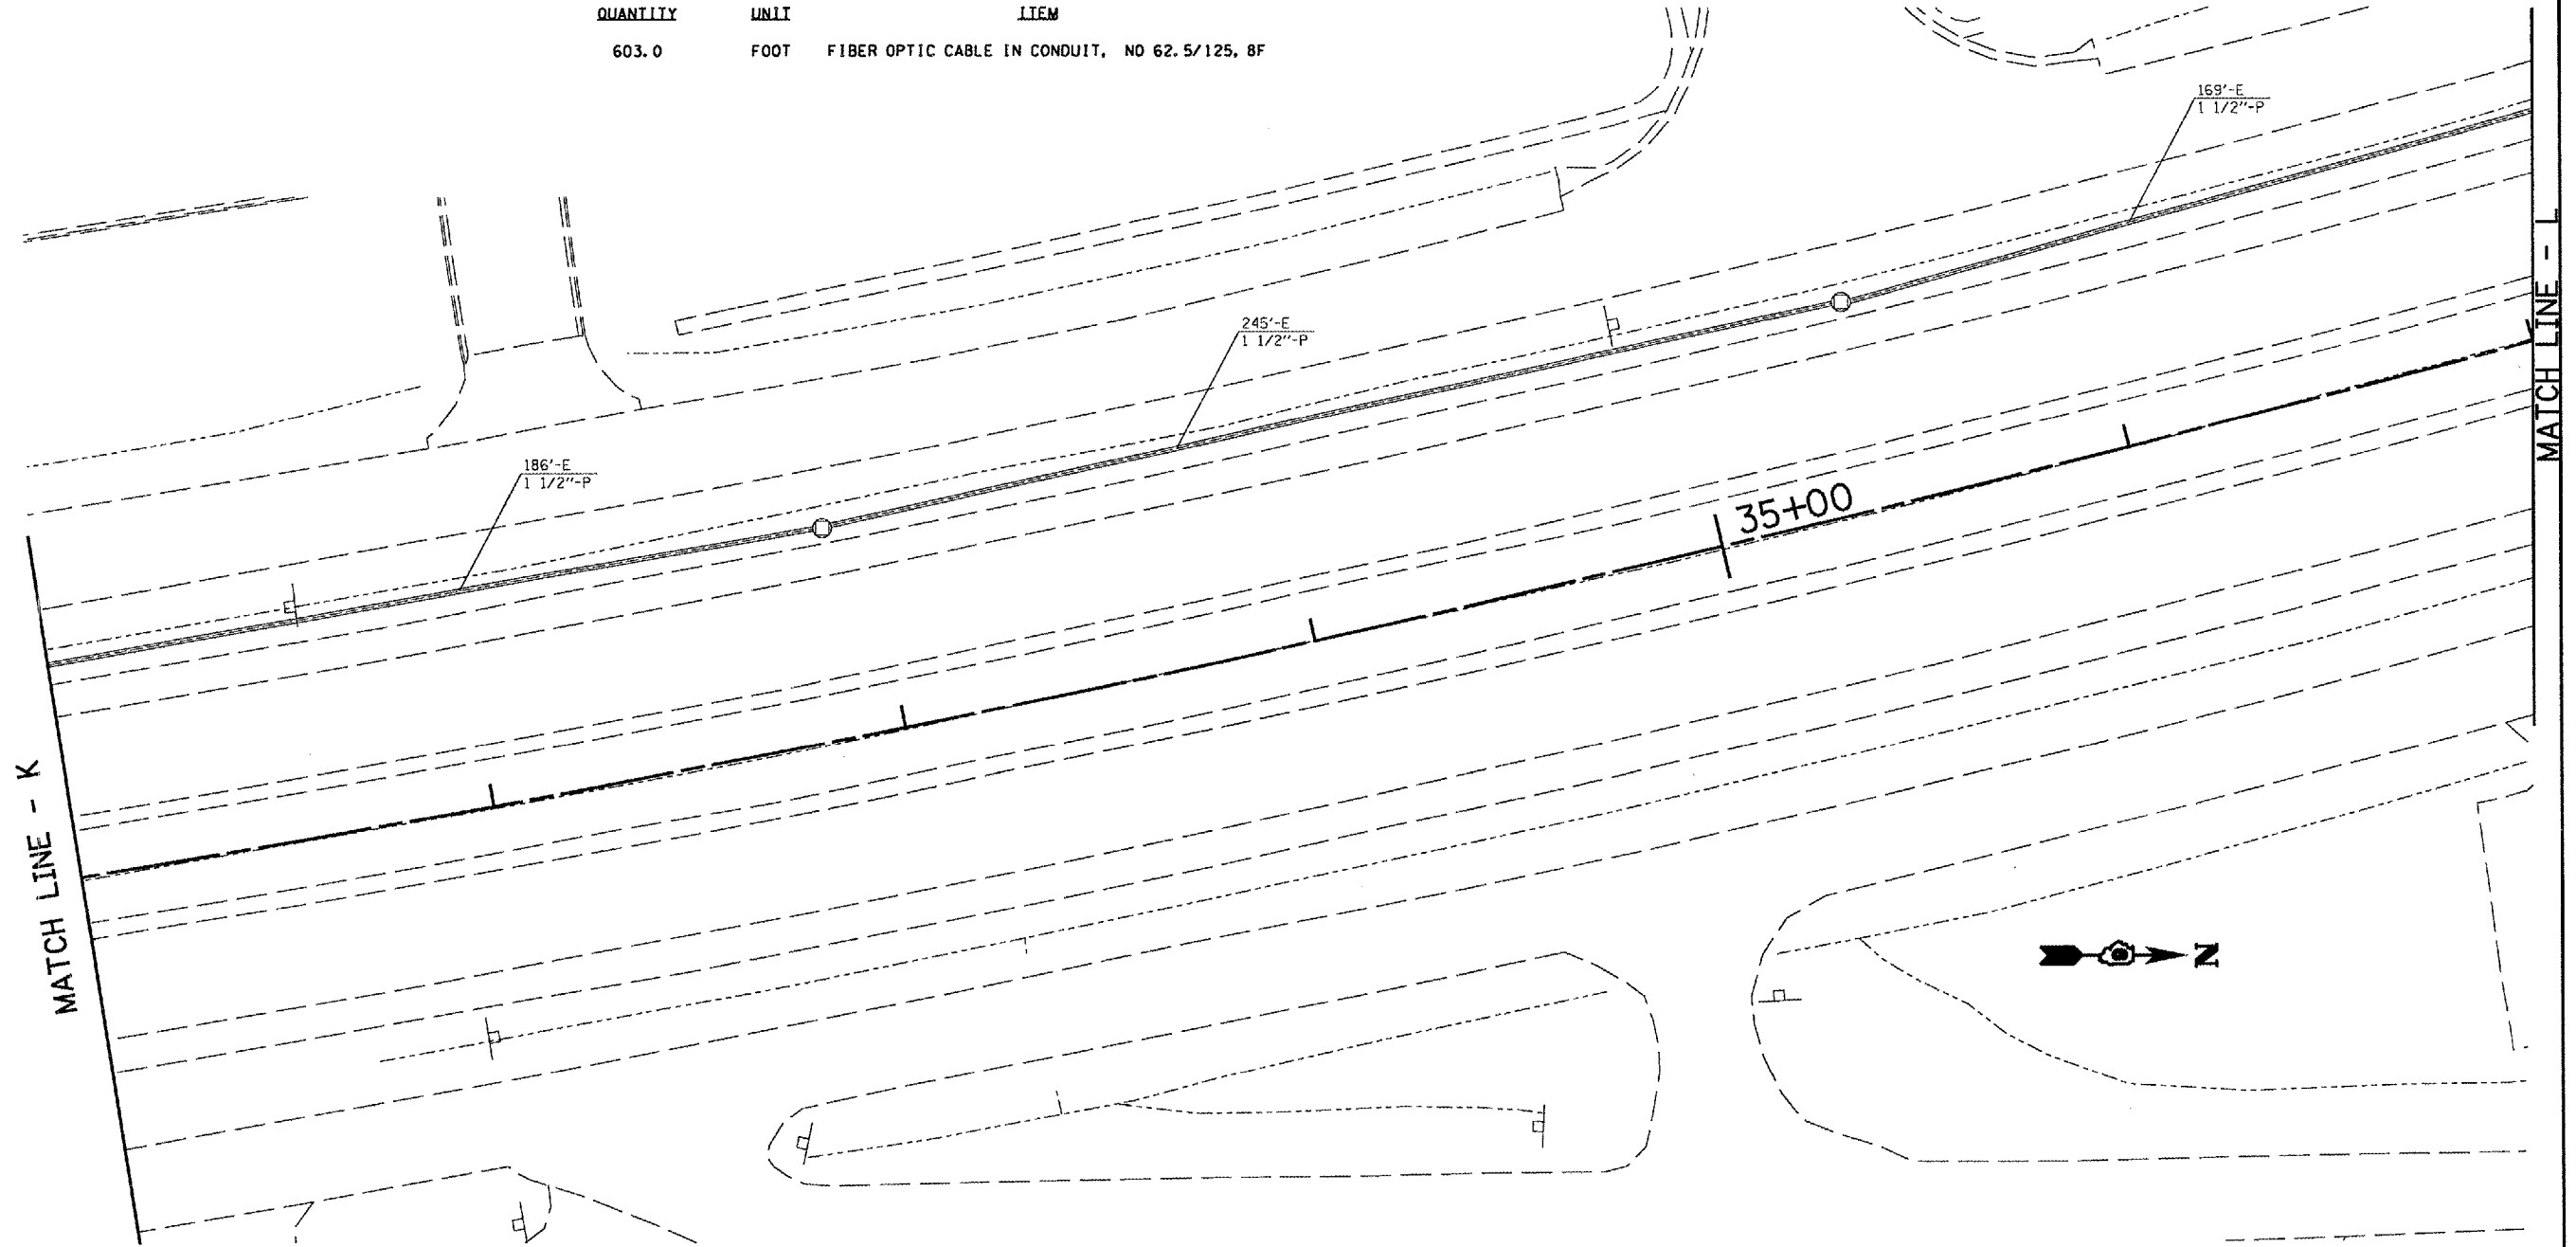 QUANTITY UNIT ITEM
603.0 FOOT FIBER OPTIC CABLE IN CONDUIT, NO 62.5/125, 8F
169'-E
1 1/2"-P
245'-E
1 1/2"-P
186'-E
1 1/2"-P
35+00
MATCH LINE - L
MATCH LINE - K
N